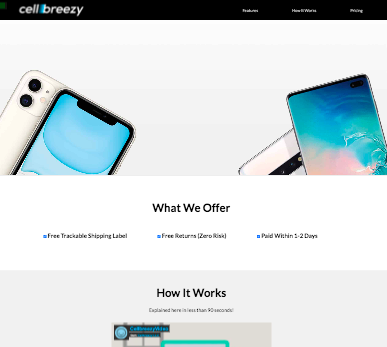 cellbreezy
Features How It Works Pricing
What We Offer
Free Trackable Shipping Label Free Returns (Zero Risk) Paid Within 1-2 Days
How It Works
Explained here in less than 90 seconds!
CellbreezyVideo